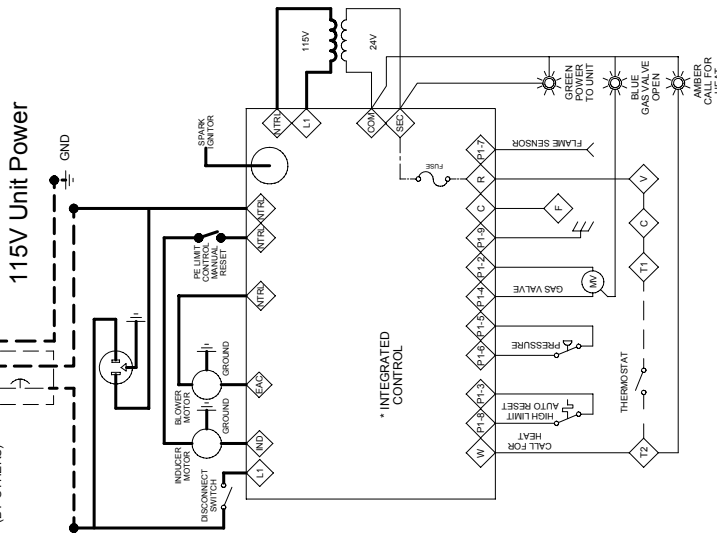 115V Unit Power
GND
SPARK
IGNITOR
NTRL
L1
115V
24V
COM
SEC
NTRL
NTRL
PE LIMIT
CONTROL
MANUAL
RESET
NTRL
BLOWER
MOTOR
GROUND
EAC
INDUCER
MOTOR
GROUND
IND
DISCONNECT
SWITCH
L1
* INTEGRATED
CONTROL
FUSE
P1-7
R
C
P1-9
P1-2
P1-4
P1-5
P1-6
P1-3
P1-8
W
FLAME SENSOR
F
GAS VALVE
MV
PRESSURE
HIGH LIMIT
AUTO RESET
CALL FOR
HEAT
GREEN
POWER
TO UNIT
BLUE
GAS VALVE
OPEN
AMBER
CALL FOR
V
C
T1
THERMOSTAT
T2